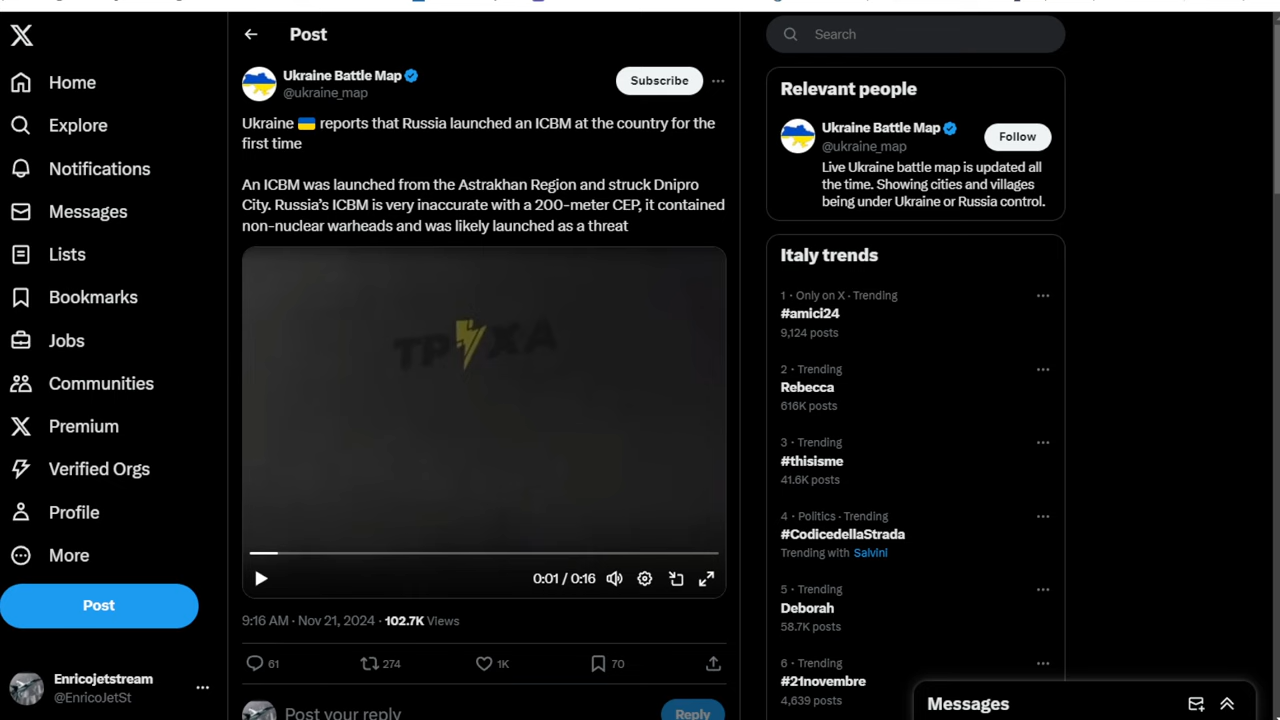 Post
Search
Home
Explore
Notifications
Messages
Lists
Bookmarks
Jobs
Communities
Premium
Verified Orgs
Profile
More
Post
Enricojetstream
@EnricoJetSt
Ukraine Battle Map
@ukraine_map
Subscribe
Ukraine 🇺🇦 reports that Russia launched an ICBM at the country for the
first time
An ICBM was launched from the Astrakhan Region and struck Dnipro
City. Russia’s ICBM is very inaccurate with a 200-meter CEP, it contained
non-nuclear warheads and was likely launched as a threat
ТРУХА
0:01 / 0:16
9:16 AM · Nov 21, 2024 · 102.7K Views
61 274 1K 70
Post your reply
Reply
Relevant people
Ukraine Battle Map
@ukraine_map
Follow
Live Ukraine battle map is updated all
the time. Showing cities and villages
being under Ukraine or Russia control.
Italy trends
1 · Only on X · Trending
#amici24
9,124 posts
2 · Trending
Rebecca
616K posts
3 · Trending
#thisisme
41.6K posts
4 · Politics · Trending
#CodicedellaStrada
Trending with Salvini
5 · Trending
Deborah
58.7K posts
6 · Trending
#21novembre
4,639 posts
Messages